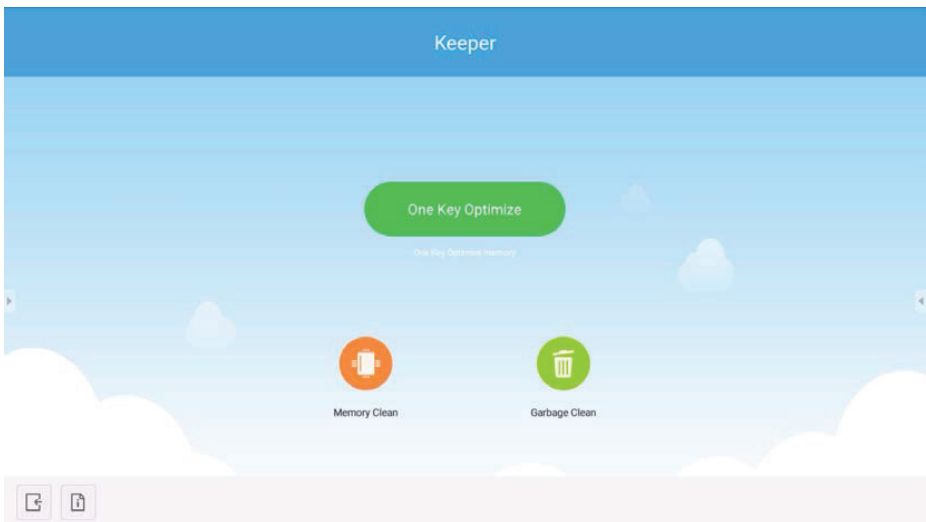 Keeper
One Key Optimize
One Key Optimize memory
Memory Clean
Garbage Clean